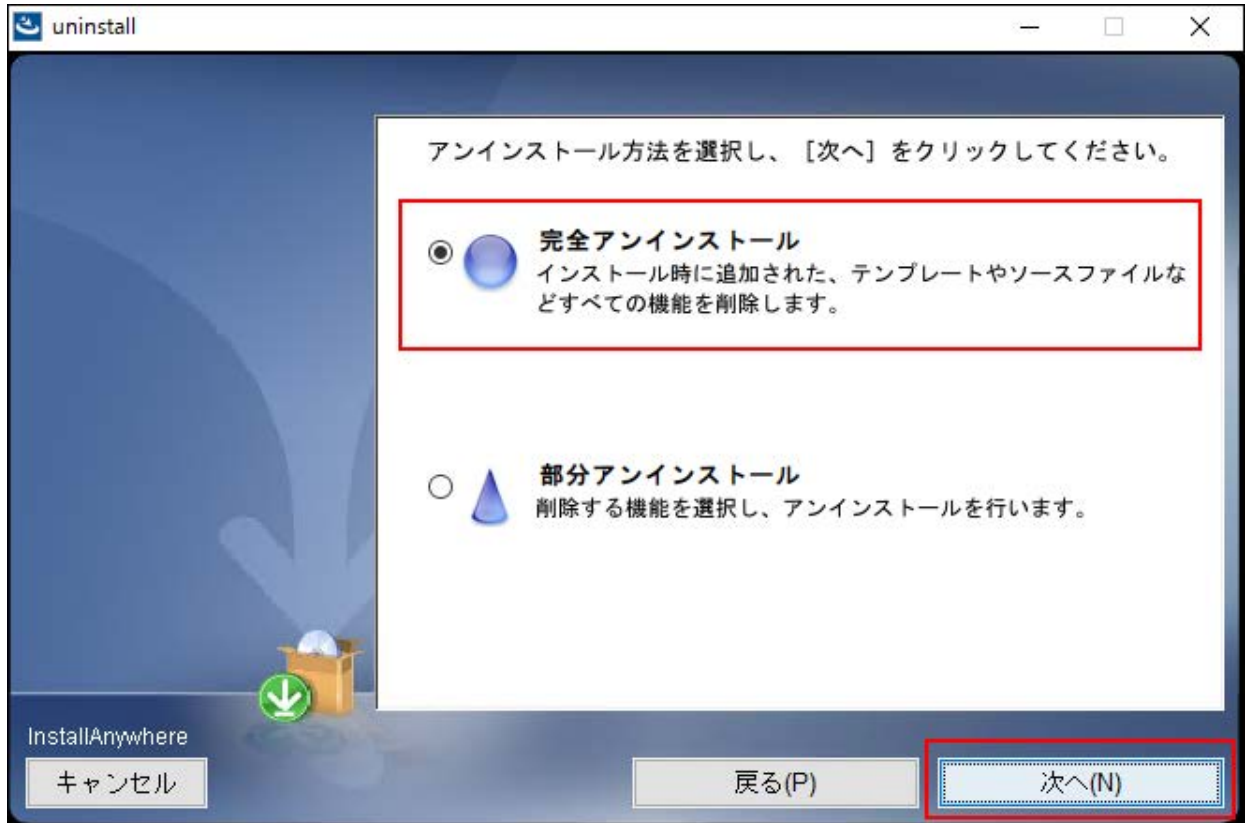 uninstall
アンインストール方法を選択し、［次へ］をクリックしてください。
完全アンインストール
インストール時に追加された、テンプレートやソースファイルな
どすべての機能を削除します。
部分アンインストール
削除する機能を選択し、アンインストールを行います。
InstallAnywhere
キャンセル
戻る(P)
次へ(N)